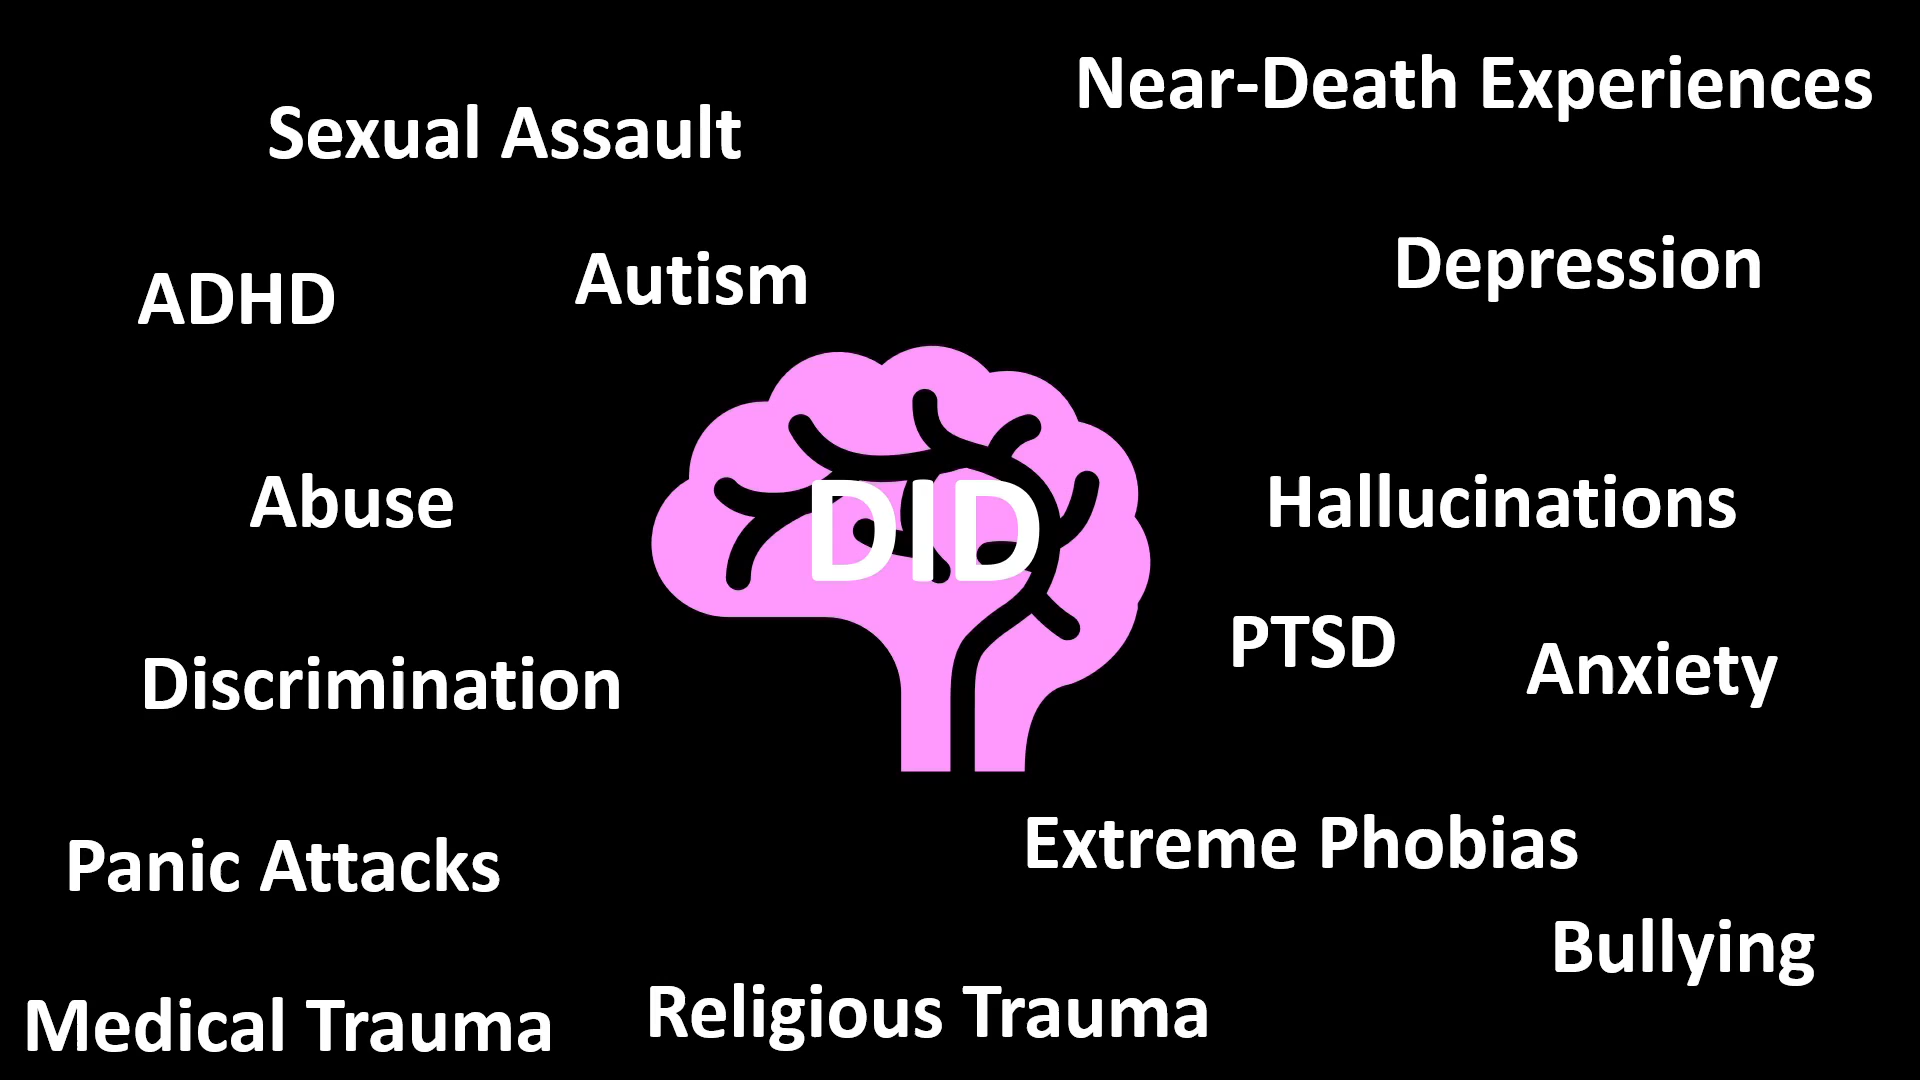 Near-Death Experiences
Sexual Assault
Depression
Autism
ADHD
Abuse
DID
Hallucinations
PTSD
Anxiety
Discrimination
Extreme Phobias
Panic Attacks
Bullying
Religious Trauma
Medical Trauma